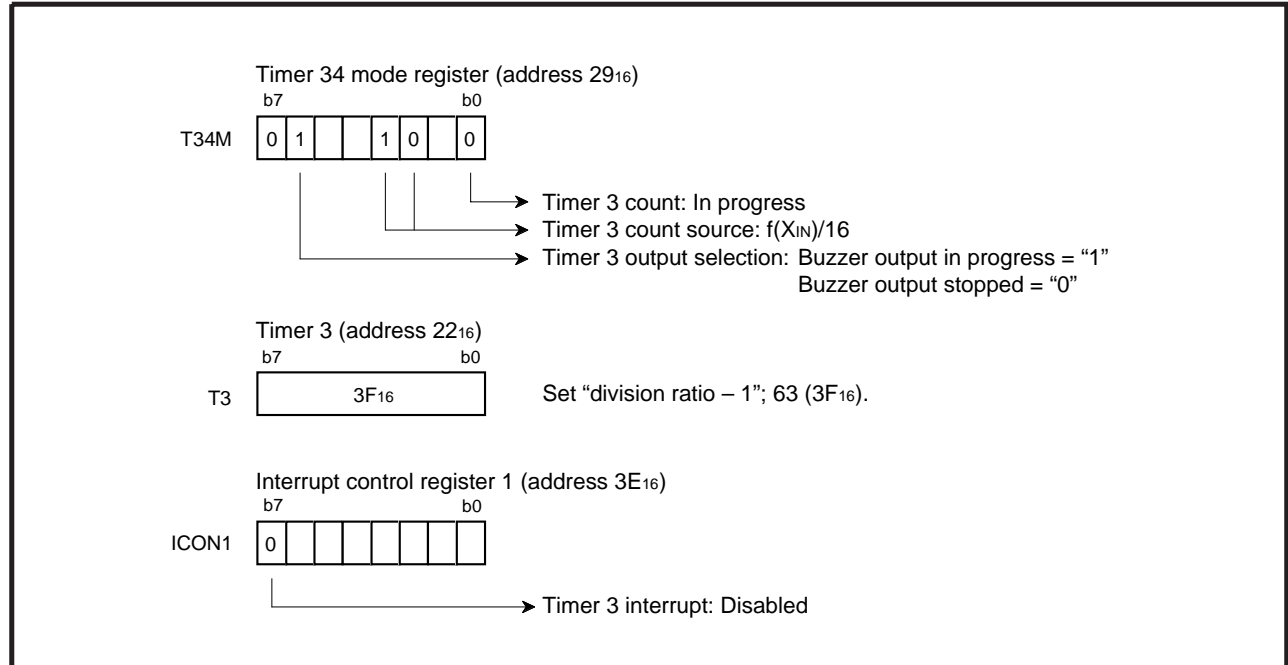 Timer 34 mode register (address 29₁₆)
b7 b0
T34M 0 1 1 0 0
Timer 3 count: In progress
Timer 3 count source: f(XIN)/16
Timer 3 output selection: Buzzer output in progress = “1”
Buzzer output stopped = “0”
Timer 3 (address 22₁₆)
b7 b0
T3 3F₁₆ Set “division ratio – 1”; 63 (3F₁₆).
Interrupt control register 1 (address 3E₁₆)
b7 b0
ICON1 0
Timer 3 interrupt: Disabled